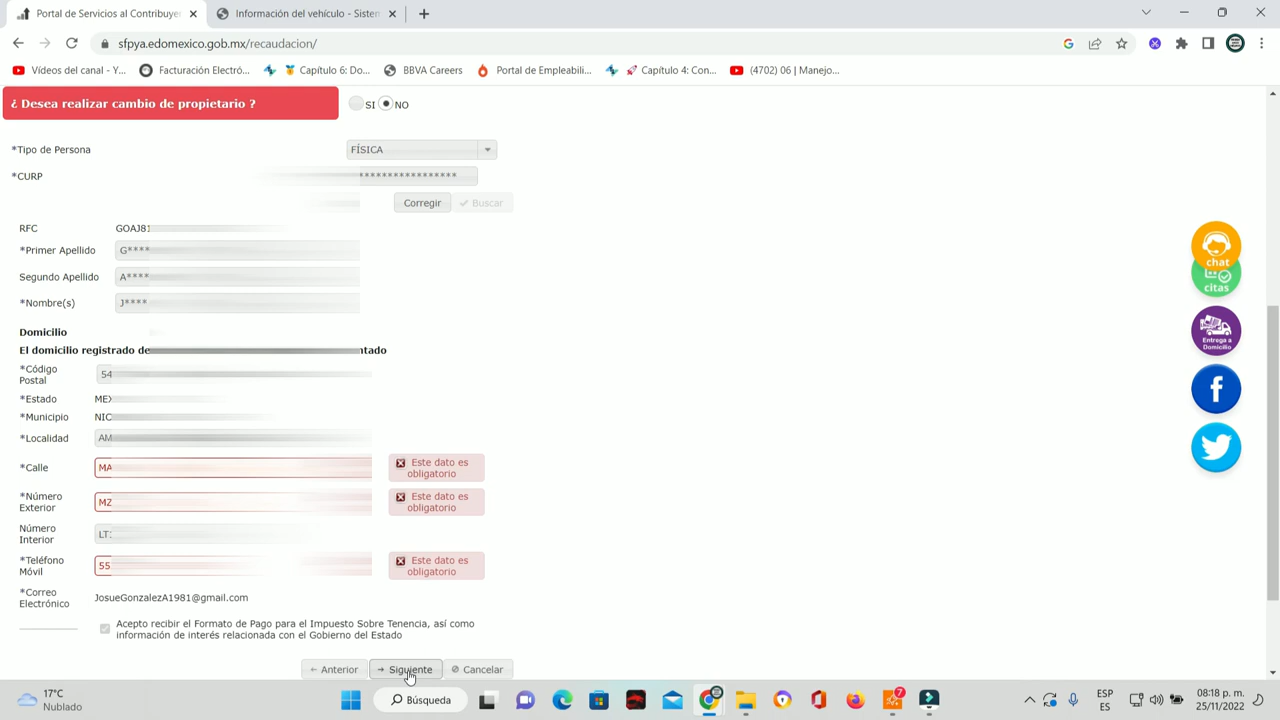 Portal de Servicios al Contribuyen
Información del vehículo - Sister
sfpya.edomexico.gob.mx/recaudacion/
Vídeos del canal - Y...
Facturación Electró...
Capítulo 6: Do...
BBVA Careers
Portal de Empleabili...
Capítulo 4: Con...
(4702) 06 | Manejo...
¿ Desea realizar cambio de propietario ?
SI NO
*Tipo de Persona
FÍSICA
*CURP
*****************
Corregir
Buscar
RFC
GOAJ81
*Primer Apellido
G****
Segundo Apellido
A****
*Nombre(s)
J****
Domicilio
El domicilio registrado de
ntado
*Código
Postal
54
*Estado
MEX
*Municipio
NIC
*Localidad
AM
*Calle
MA
Este dato es
obligatorio
*Número
Exterior
MZ
Este dato es
obligatorio
Número
Interior
LT
*Teléfono
Móvil
55
Este dato es
obligatorio
*Correo
Electrónico
JosueGonzalezA1981@gmail.com
Acepto recibir el Formato de Pago para el Impuesto Sobre Tenencia, así como
información de interés relacionada con el Gobierno del Estado
Anterior
Siguiente
Cancelar
chat
citas
Entrega a
Domicilio
17°C
Nublado
Búsqueda
7
ESP
ES
08:18 p. m.
25/11/2022